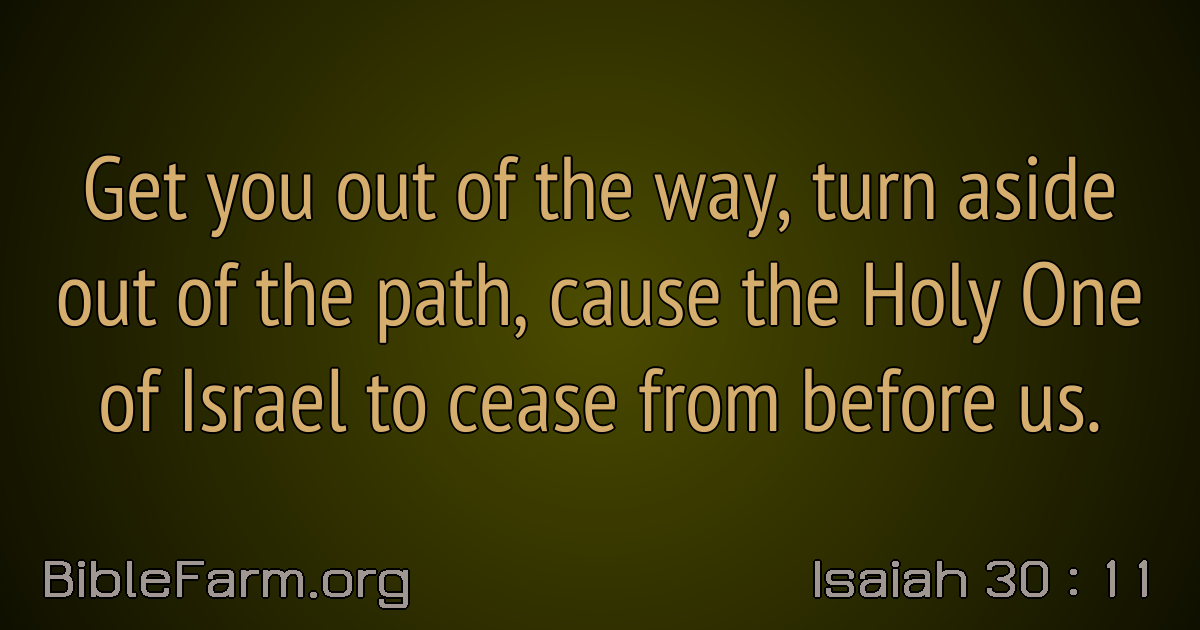 Get you out of the way, turn aside
out of the path, cause the Holy One
of Israel to cease from before us.
BibleFarm.org
Isaiah 30 : 11